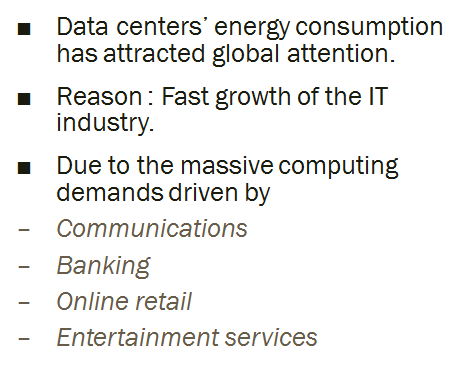 ■ Data centers’ energy consumption
has attracted global attention.
■ Reason : Fast growth of the IT
industry.
■ Due to the massive computing
demands driven by
– Communications
– Banking
– Online retail
– Entertainment services